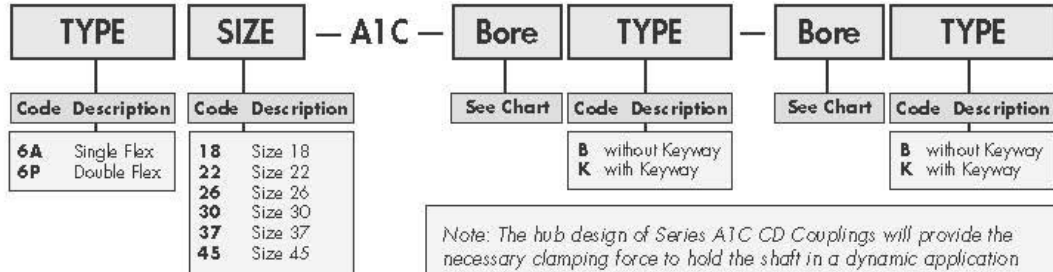 TYPE SIZE — A1C — Bore TYPE — Bore TYPE
Code Description Code Description See Chart Code Description See Chart Code Description
6A Single Flex 18 Size 18 B without Keyway B without Keyway
6P Double Flex 22 Size 22 K with Keyway K with Keyway
26 Size 26
30 Size 30
37 Size 37
45 Size 45
Note: The hub design of Series A1C CD Couplings will provide the
necessary clamping force to hold the shaft in a dynamic application